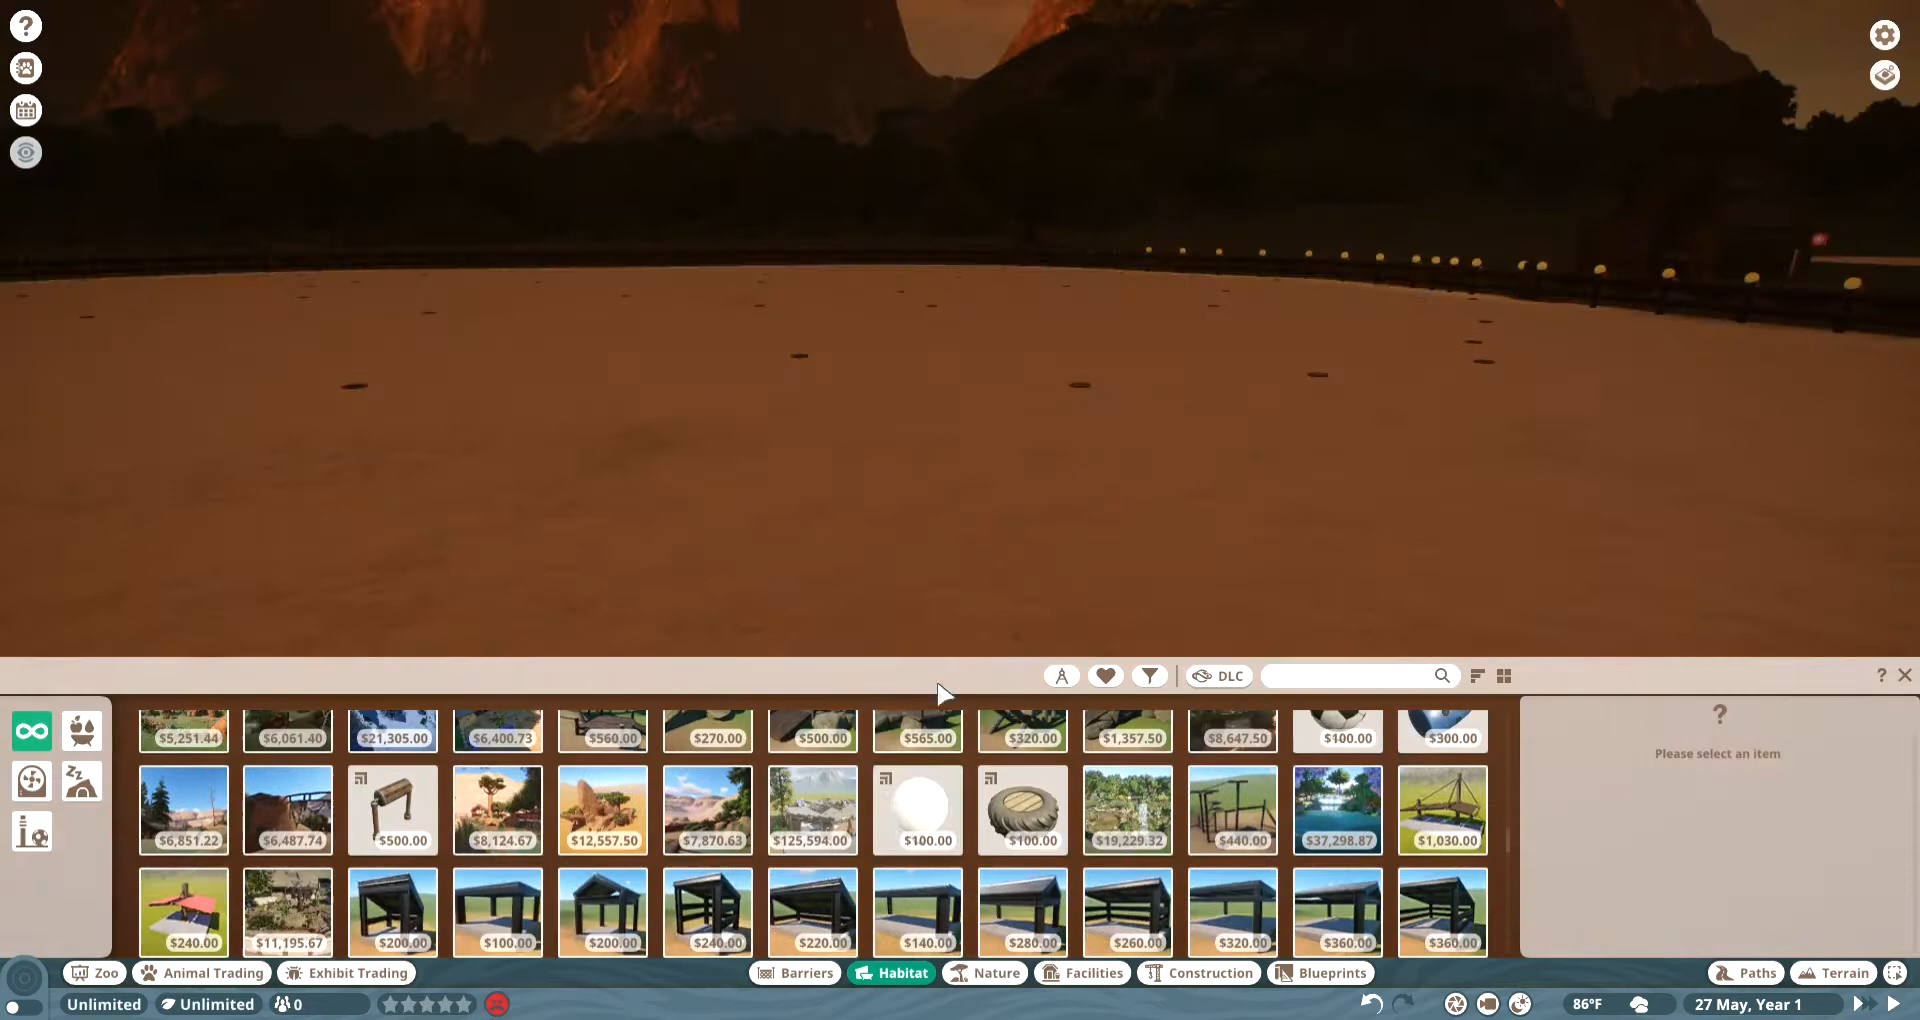 ?
DLC
?
?
Please select an item
$5,251.44 $6,061.40 $21,305.00 $6,400.73 $560.00 $270.00 $500.00 $565.00 $320.00 $1,357.50 $8,647.50 $100.00 $300.00
$6,851.22 $6,487.74 $500.00 $8,124.67 $12,557.50 $7,870.63 $125,594.00 $100.00 $100.00 $19,229.32 $440.00 $37,298.87 $1,030.00
$240.00 $11,195.67 $200.00 $100.00 $200.00 $240.00 $220.00 $140.00 $280.00 $260.00 $320.00 $360.00 $360.00
Zoo Animal Trading Exhibit Trading Barriers Habitat Nature Facilities Construction Blueprints Paths Terrain
Unlimited Unlimited 0 86°F 27 May, Year 1